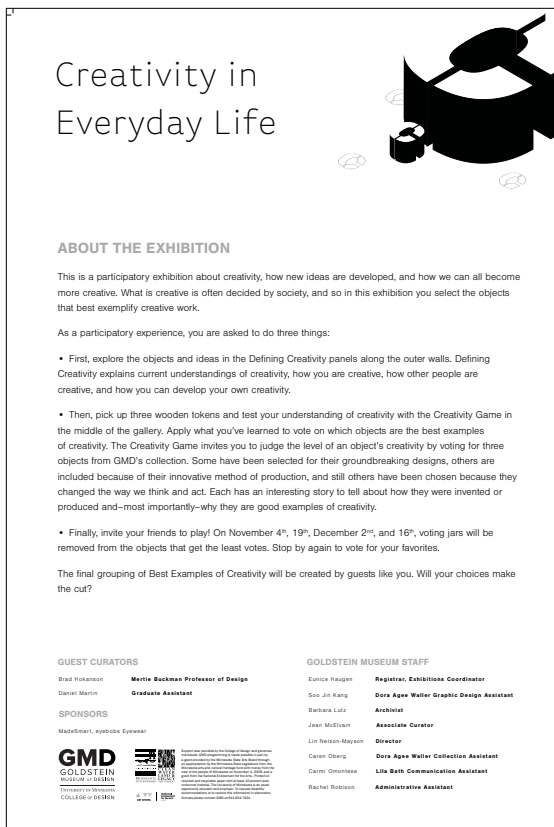 Creativity in
Everyday Life
ABOUT THE EXHIBITION
This is a participatory exhibition about creativity, how new ideas are developed, and how we can all become
more creative. What is creative is often decided by society, and so in this exhibition you select the objects
that best exemplify creative work.
As a participatory experience, you are asked to do three things:
• First, explore the objects and ideas in the Defining Creativity panels along the outer walls. Defining
Creativity explains current understandings of creativity, how you are creative, how other people are
creative, and how you can develop your own creativity.
• Then, pick up three wooden tokens and test your understanding of creativity with the Creativity Game in
the middle of the gallery. Apply what you've learned to vote on which objects are the best examples
of creativity. The Creativity Game invites you to judge the level of an object's creativity by voting for three
objects from GMD's collection. Some have been selected for their groundbreaking designs, others are
included because of their innovative method of production, and still others have been chosen because they
changed the way we think and act. Each has an interesting story to tell about how they were invented or
produced and–most importantly–why they are good examples of creativity.
• Finally, invite your friends to play! On November 4th, 19th, December 2nd, and 16th, voting jars will be
removed from the objects that get the least votes. Stop by again to vote for your favorites.
The final grouping of Best Examples of Creativity will be created by guests like you. Will your choices make
the cut?
GUEST CURATORS
Brad Hokanson Mertie Buckman Professor of Design
Daniel Martin Graduate Assistant
SPONSORS
MadeSmart, eyebobs Eyewear
GMD
GOLDSTEIN
MUSEUM OF DESIGN
UNIVERSITY OF MINNESOTA
COLLEGE OF DESIGN
GOLDSTEIN MUSEUM STAFF
Eunice Haugen Registrar, Exhibitions Coordinator
Soo Jin Kang Dora Agee Waller Graphic Design Assistant
Barbara Lutz Archivist
Jean McElvain Associate Curator
Lin Nelson-Mayson Director
Caren Oberg Dora Agee Waller Collection Assistant
Carmi Omontese Lila Bath Communication Assistant
Rachel Robison Administrative Assistant